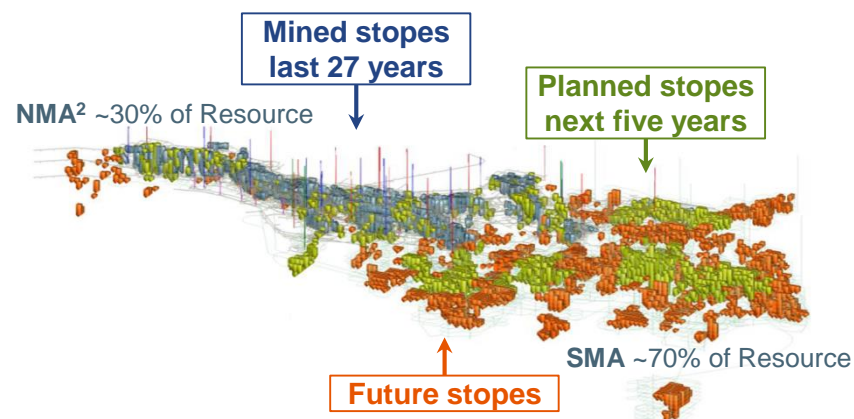 Mined stopes
last 27 years
NMA² ~30% of Resource
Planned stopes
next five years
SMA ~70% of Resource
Future stopes